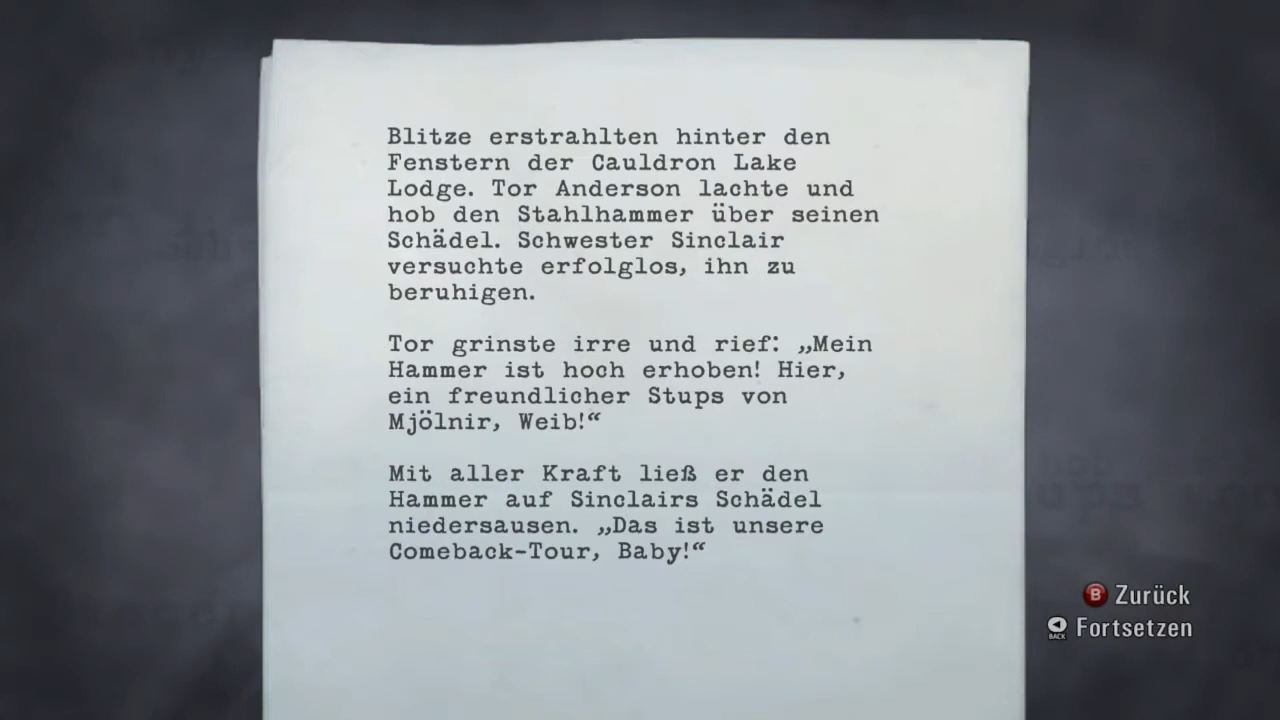 Blitze erstrahlten hinter den
Fenstern der Cauldron Lake
Lodge. Tor Anderson lachte und
hob den Stahlhammer über seinen
Schädel. Schwester Sinclair
versuchte erfolglos, ihn zu
beruhigen.
Tor grinste irre und rief: „Mein
Hammer ist hoch erhoben! Hier,
ein freundlicher Stups von
Mjölnir, Weib!“
Mit aller Kraft ließ er den
Hammer auf Sinclairs Schädel
niedersausen. „Das ist unsere
Comeback-Tour, Baby!“
B Zurück
BACK Fortsetzen